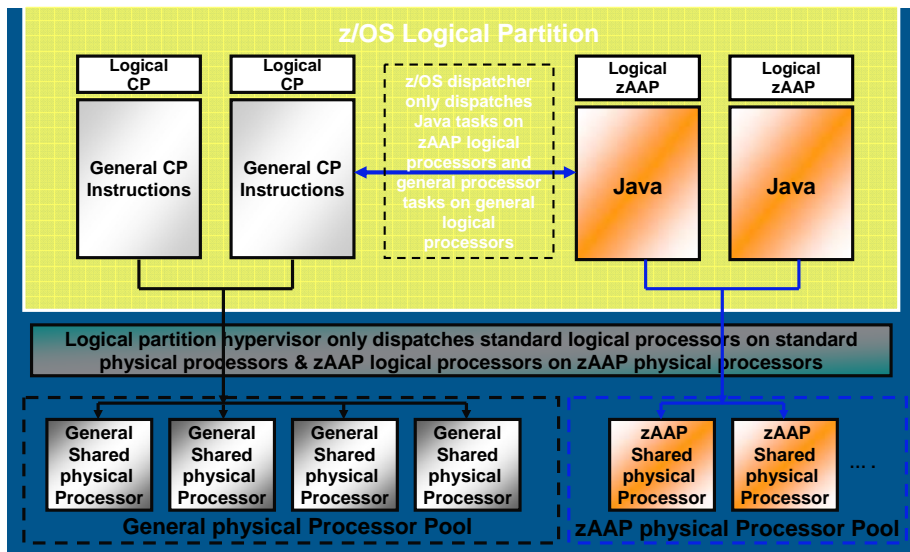 z/OS Logical Partition
Logical
CP
Logical
CP
z/OS dispatcher
only dispatches
Java tasks on
zAAP logical
processors and
general processor
tasks on general
logical
processors
Logical
zAAP
Logical
zAAP
General CP
Instructions
General CP
Instructions
Java
Java
Logical partition hypervisor only dispatches standard logical processors on standard
physical processors & zAAP logical processors on zAAP physical processors
General
Shared
physical
Processor
General
Shared
physical
Processor
General
Shared
physical
Processor
General
Shared
physical
Processor
zAAP
Shared
physical
Processor
zAAP
Shared
physical
Processor
... .
General physical Processor Pool
zAAP physical Processor Pool